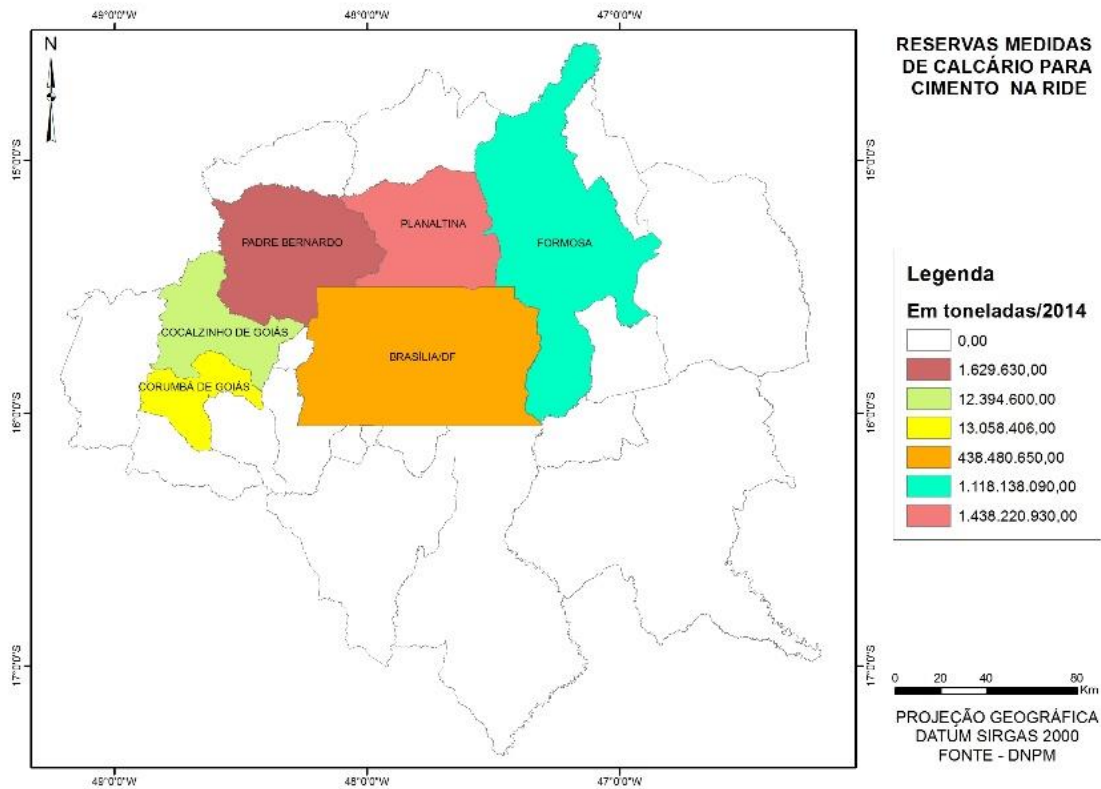 49°0'0"W
48°0'0"W
47°0'0"W
N
RESERVAS MEDIDAS
DE CALCÁRIO PARA
CIMENTO NA RIDE
15°0'0"S
15°0'0"S
PLANALTINA
PADRE BERNARDO
FORMOSA
COCALZINHO DE GOIÁS
BRASÍLIA/DF
CORUMBÁ DE GOIÁS
16°0'0"S
16°0'0"S
17°0'0"S
17°0'0"S
49°0'0"W
48°0'0"W
47°0'0"W
Legenda
Em toneladas/2014
0,00
1.629.630,00
12.394.600,00
13.058.406,00
438.480.650,00
1.118.138.090,00
1.438.220.930,00
0 20 40 80
Km
PROJEÇÃO GEOGRÁFICA
DATUM SIRGAS 2000
FONTE - DNPM